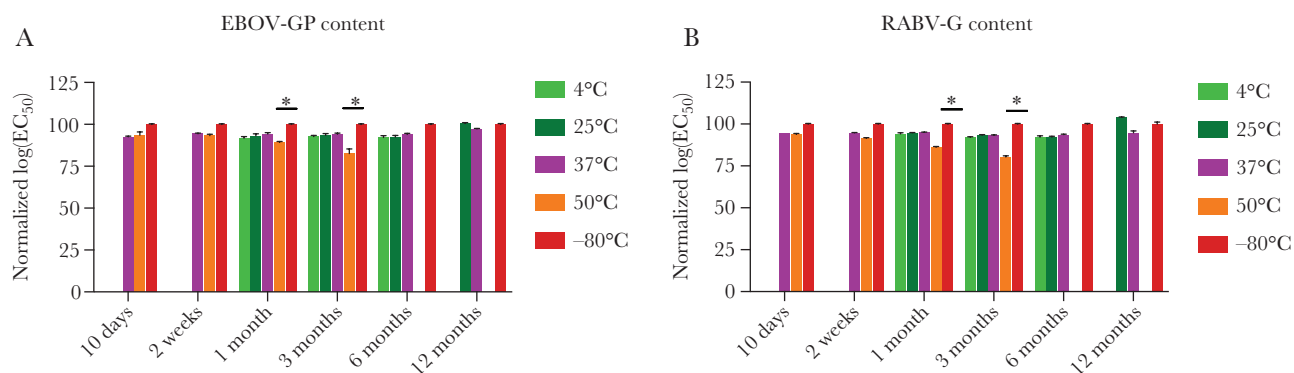 A
EBOV-GP content
Normalized log(EC50)
125
100
75
50
25
0
*
*
10 days
2 weeks
1 month
3 months
6 months
12 months
4°C
25°C
37°C
50°C
–80°C
B
RABV-G content
Normalized log(EC50)
125
100
75
50
25
0
*
*
10 days
2 weeks
1 month
3 months
6 months
12 months
4°C
25°C
37°C
50°C
–80°C